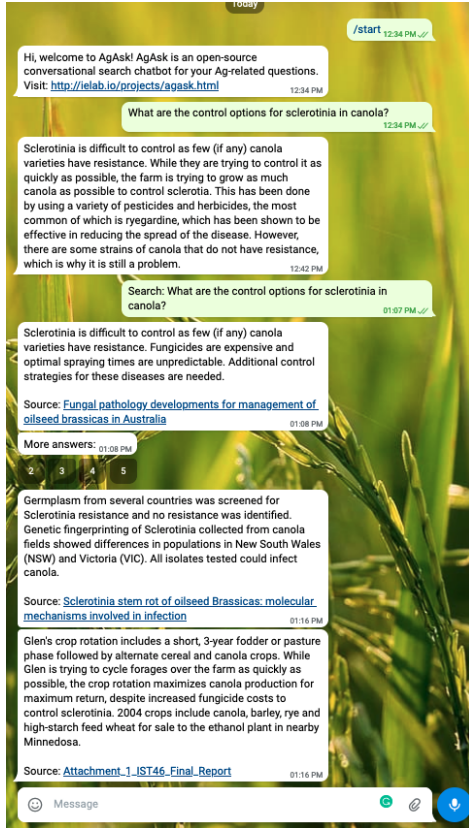 Today
/start 12:34 PM
Hi, welcome to AgAsk! AgAsk is an open-source
conversational search chatbot for your Ag-related questions.
Visit: http://ielab.io/projects/agask.html
12:34 PM
What are the control options for sclerotinia in canola?
12:34 PM
Sclerotinia is difficult to control as few (if any) canola
varieties have resistance. While they are trying to control it as
quickly as possible, the farm is trying to grow as much
canola as possible to control sclerotia. This has been done
by using a variety of pesticides and herbicides, the most
common of which is ryegardine, which has been shown to be
effective in reducing the spread of the disease. However,
there are some strains of canola that do not have resistance,
which is why it is still a problem.
12:42 PM
Search: What are the control options for sclerotinia in
canola?
01:07 PM
Sclerotinia is difficult to control as few (if any) canola
varieties have resistance. Fungicides are expensive and
optimal spraying times are unpredictable. Additional control
strategies for these diseases are needed.
Source: Fungal pathology developments for management of
oilseed brassicas in Australia
01:08 PM
More answers: 01:08 PM
2 3 4 5
Germplasm from several countries was screened for
Sclerotinia resistance and no resistance was identified.
Genetic fingerprinting of Sclerotinia collected from canola
fields showed differences in populations in New South Wales
(NSW) and Victoria (VIC). All isolates tested could infect
canola.
Source: Sclerotinia stem rot of oilseed Brassicas: molecular
mechanisms involved in infection
01:16 PM
Glen's crop rotation includes a short, 3-year fodder or pasture
phase followed by alternate cereal and canola crops. While
Glen is trying to cycle forages over the farm as quickly as
possible, the crop rotation maximizes canola production for
maximum return, despite increased fungicide costs to
control sclerotinia. 2004 crops include canola, barley, rye and
high-starch feed wheat for sale to the ethanol plant in nearby
Minnedosa.
Source: Attachment_1_IST46_Final_Report
01:16 PM
Message